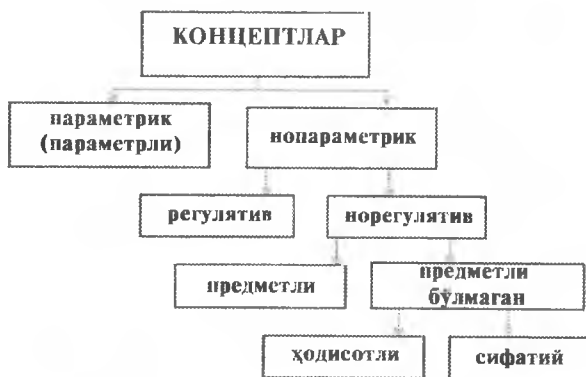 КОНЦЕПТЛАР
параметрик
(параметрли)
нопараметрик
регулятив
норегулятив
предметли
предметли
бўлмаган
ҳодисотли
сифатий